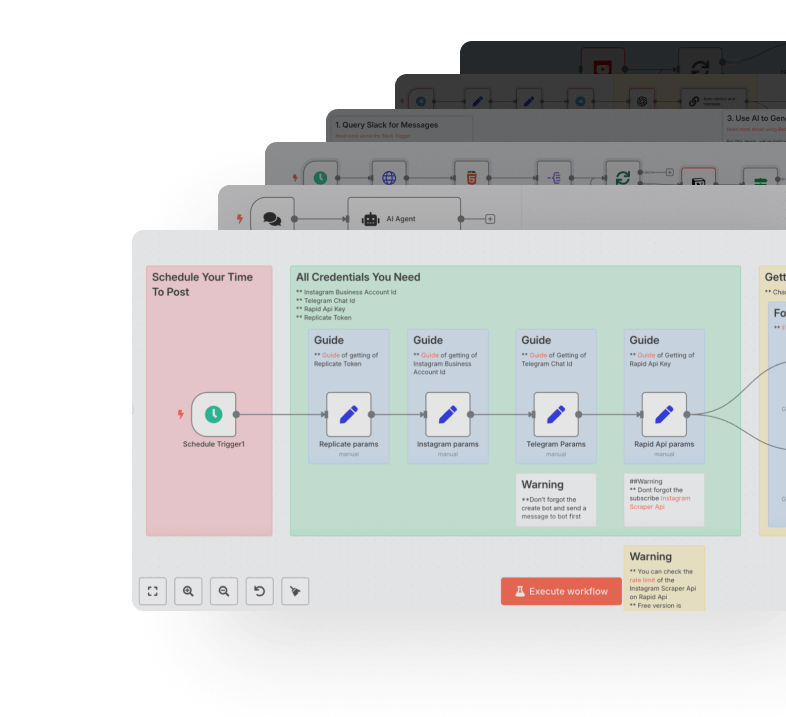 1. Query Slack for Messages
3. Use AI to Gen
AI Agent
Schedule Your Time
To Post
Schedule Trigger1
All Credentials You Need
** Instagram Business Account Id
** Telegram Chat Id
** Rapid Api Key
** Replicate Token
Guide
** Guide of getting of
Replicate Token
Replicate params
manual
Guide
** Guide of getting of
Instagram Business
Account Id
Instagram params
manual
Guide
** Guide of Getting of
Telegram Chat Id
Telegram Params
manual
Guide
** Guide of Getting of
Rapid Api Key
Rapid Api params
manual
Warning
**Don't forgot the
create bot and send a
message to bot first
##Warning
** Dont forgot the
subscribe Instagram
Scraper Api
Warning
** You can check the
rate limit of the
Instagram Scraper Api
on Rapid Api
** Free version is
Gett
** Cha
Fo
Execute workflow